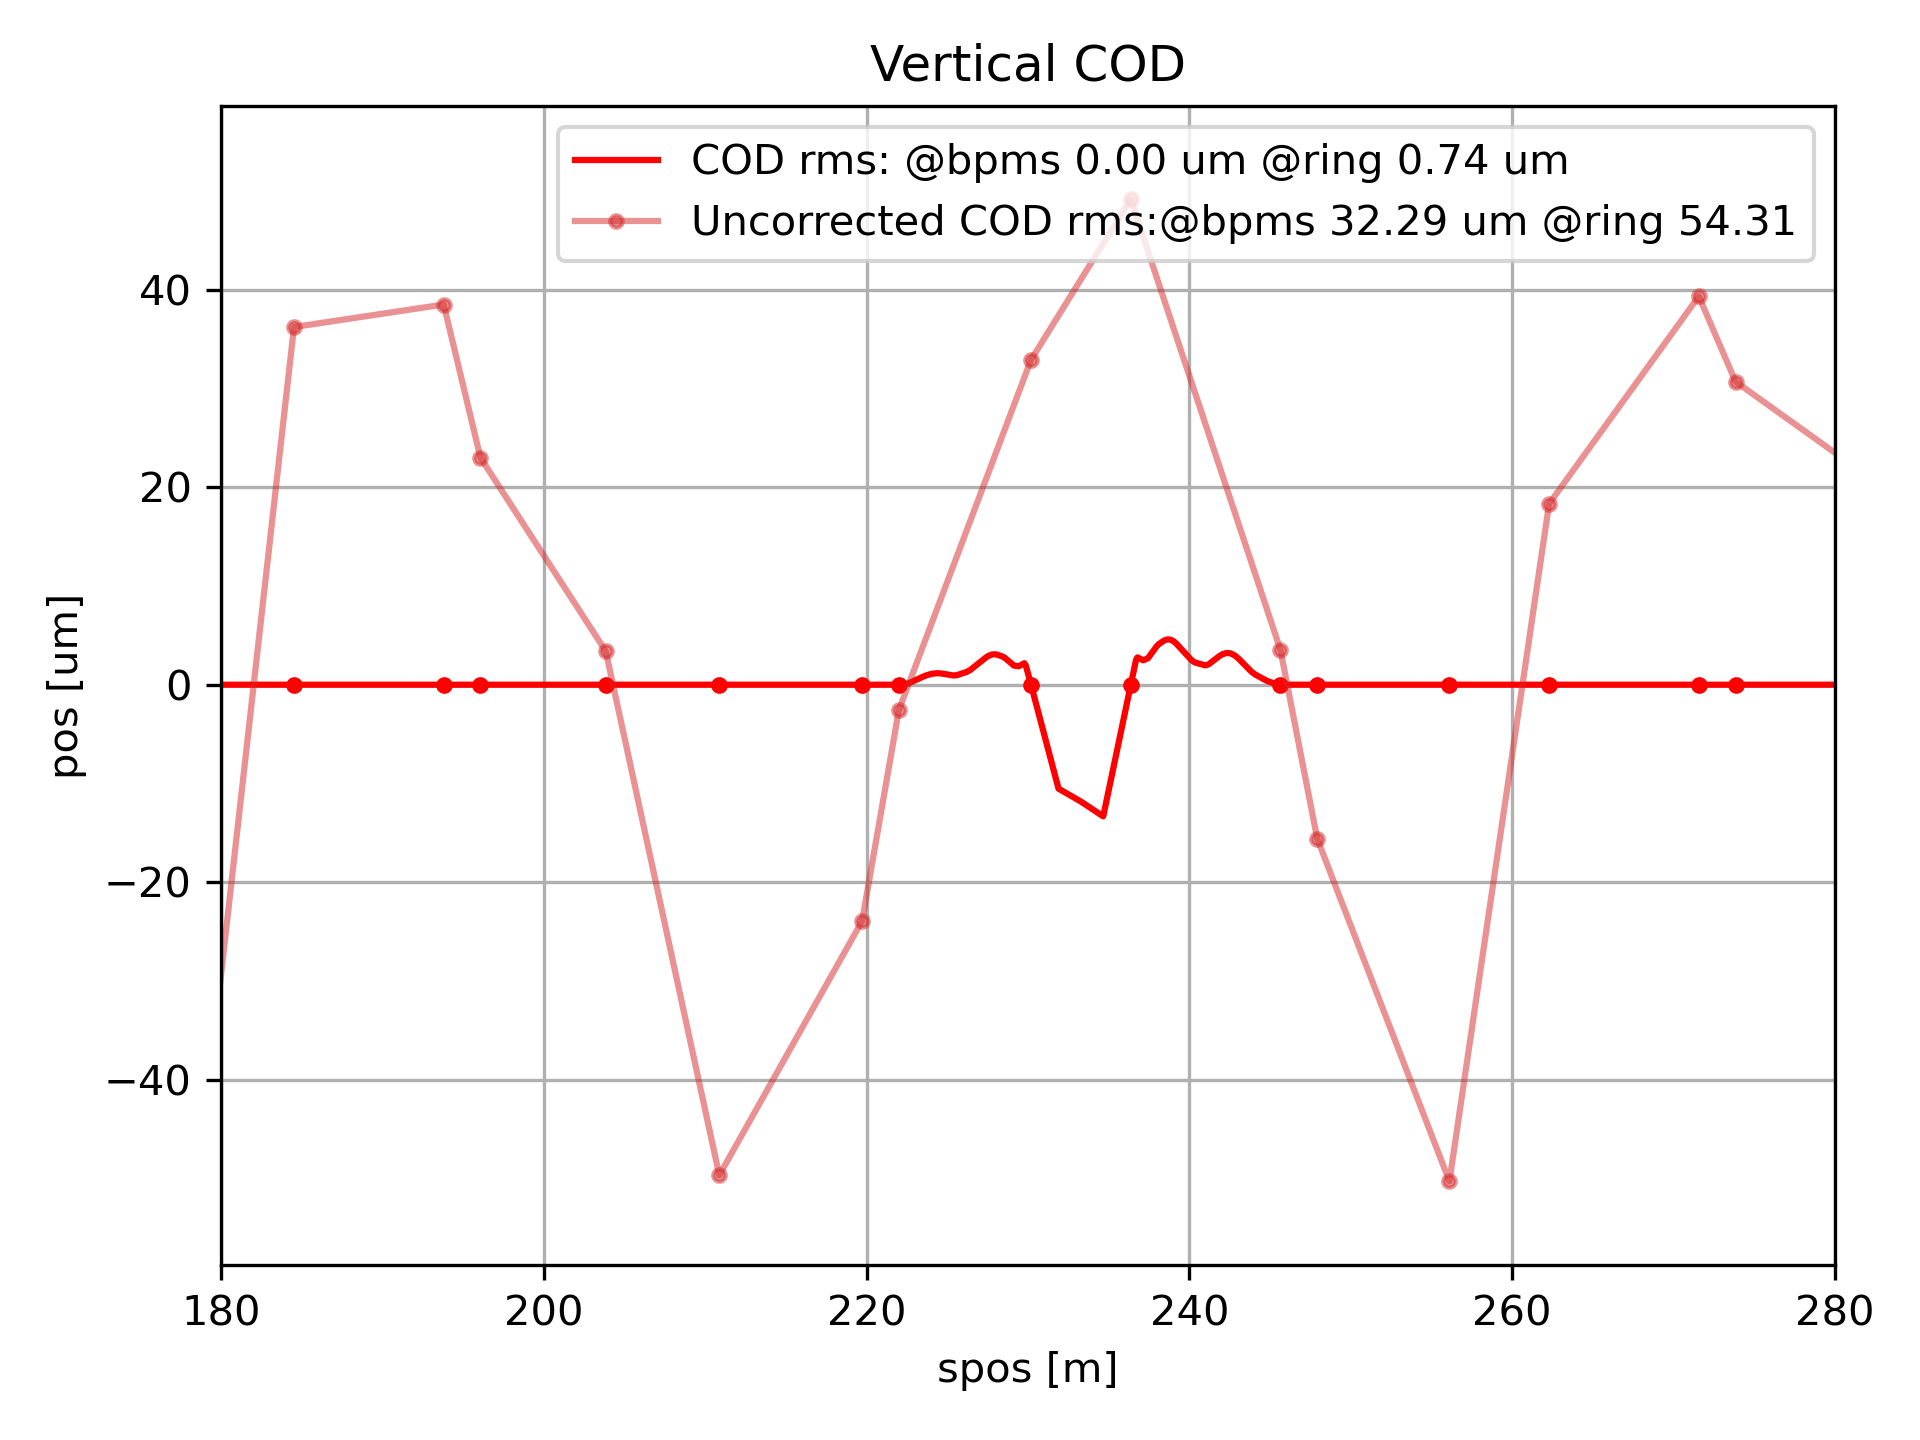 Vertical COD
COD rms: @bpms 0.00 um @ring 0.74 um
Uncorrected COD rms:@bpms 32.29 um @ring 54.31
40
20
0
−20
−40
pos [um]
180 200 220 240 260 280
spos [m]